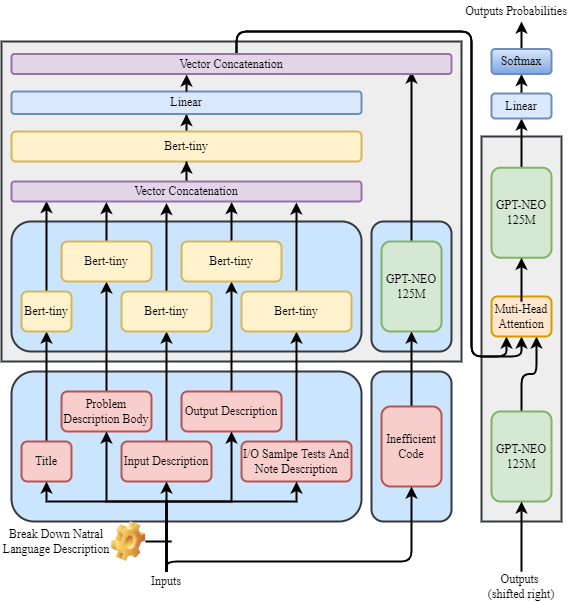 Outputs Probabilities
Softmax
Linear
Vector Concatenation
Linear
Bert-tiny
Vector Concatenation
Bert-tiny
Bert-tiny
Bert-tiny
Bert-tiny
Bert-tiny
GPT-NEO
125M
GPT-NEO
125M
Muti-Head
Attention
GPT-NEO
125M
Problem
Description Body
Output Description
Title
Input Description
I/O Samlpe Tests And
Note Description
Inefficient
Code
Break Down Natral
Language Description
Inputs
Outputs
(shifted right)